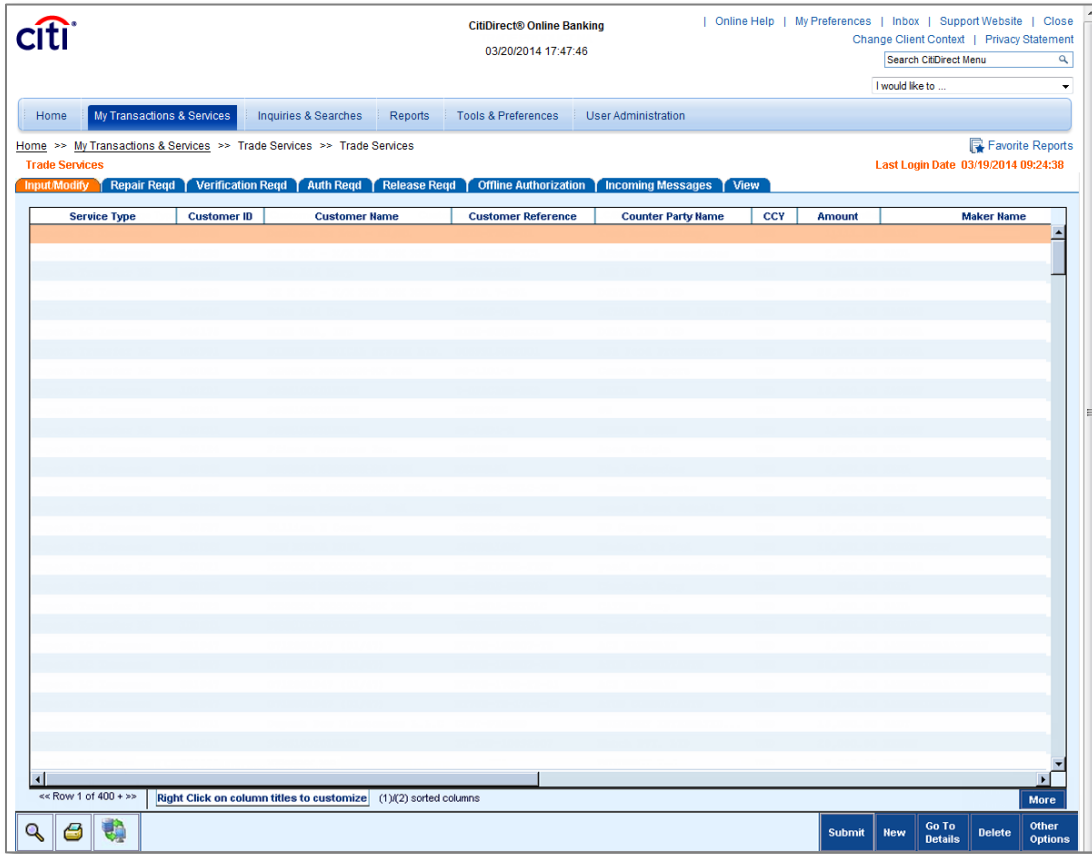 citi
CitiDirect® Online Banking
03/20/2014 17:47:46
| Online Help | My Preferences | Inbox | Support Website | Close
Change Client Context | Privacy Statement
Search CitiDirect Menu
I would like to ...
Home My Transactions & Services Inquiries & Searches Reports Tools & Preferences User Administration
Home >> My Transactions & Services >> Trade Services >> Trade Services
Favorite Reports
Trade Services
Last Login Date 03/19/2014 09:24:38
Input/Modify Repair Reqd Verification Reqd Auth Reqd Release Reqd Offline Authorization Incoming Messages View
Service Type Customer ID Customer Name Customer Reference Counter Party Name CCY Amount Maker Name
<< Row 1 of 400 + >> Right Click on column titles to customize (1)/(2) sorted columns
More
Submit New Go To Details Delete Other Options